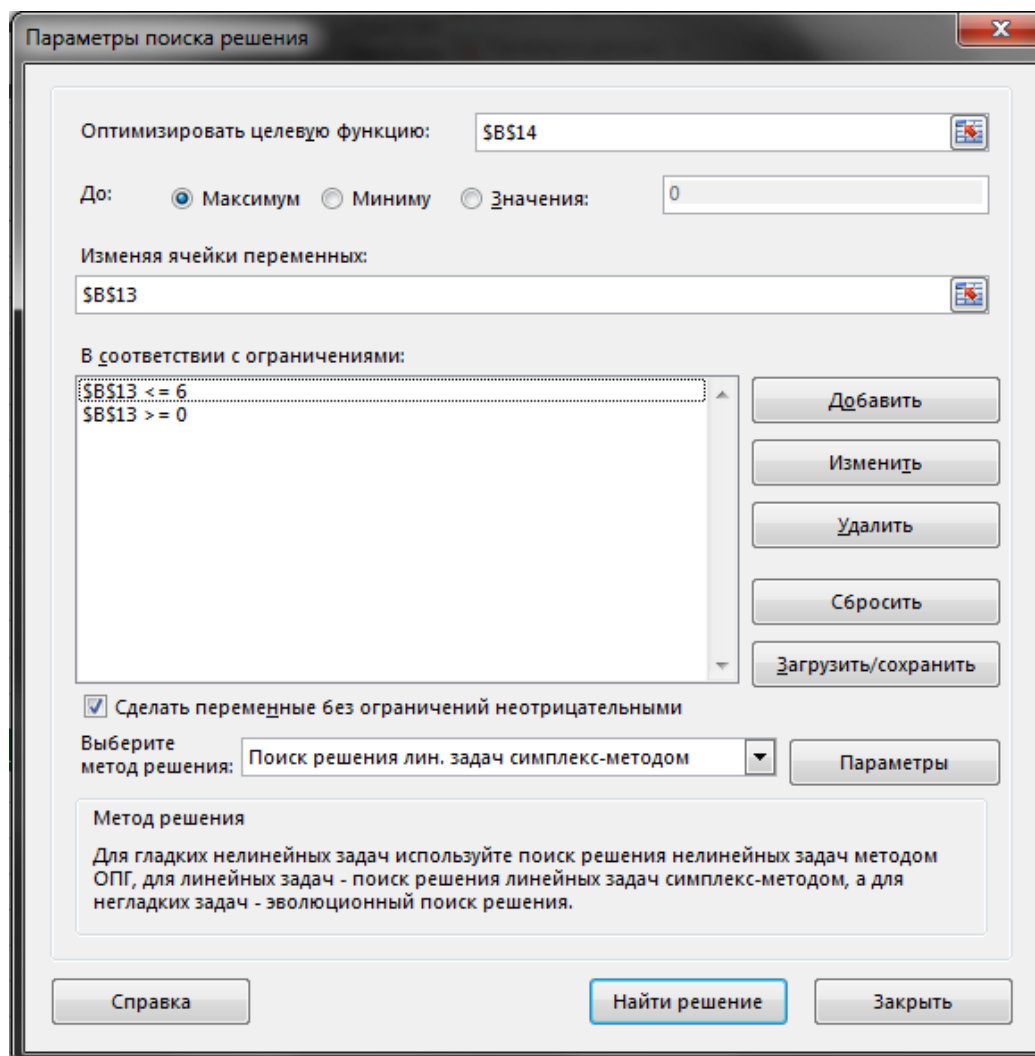 Параметры поиска решения
X
Оптимизировать целевую функцию: $B$14
До: Максимум Миниму Значения: 0
Изменяя ячейки переменных:
$B$13
В соответствии с ограничениями:
$B$13 <= 6
$B$13 >= 0
Добавить
Изменить
Удалить
Сбросить
Загрузить/сохранить
Сделать переменные без ограничений неотрицательными
Выберите
метод решения: Поиск решения лин. задач симплекс-методом Параметры
Метод решения
Для гладких нелинейных задач используйте поиск решения нелинейных задач методом
ОПГ, для линейных задач - поиск решения линейных задач симплекс-методом, а для
негладких задач - эволюционный поиск решения.
Справка Найти решение Закрыть